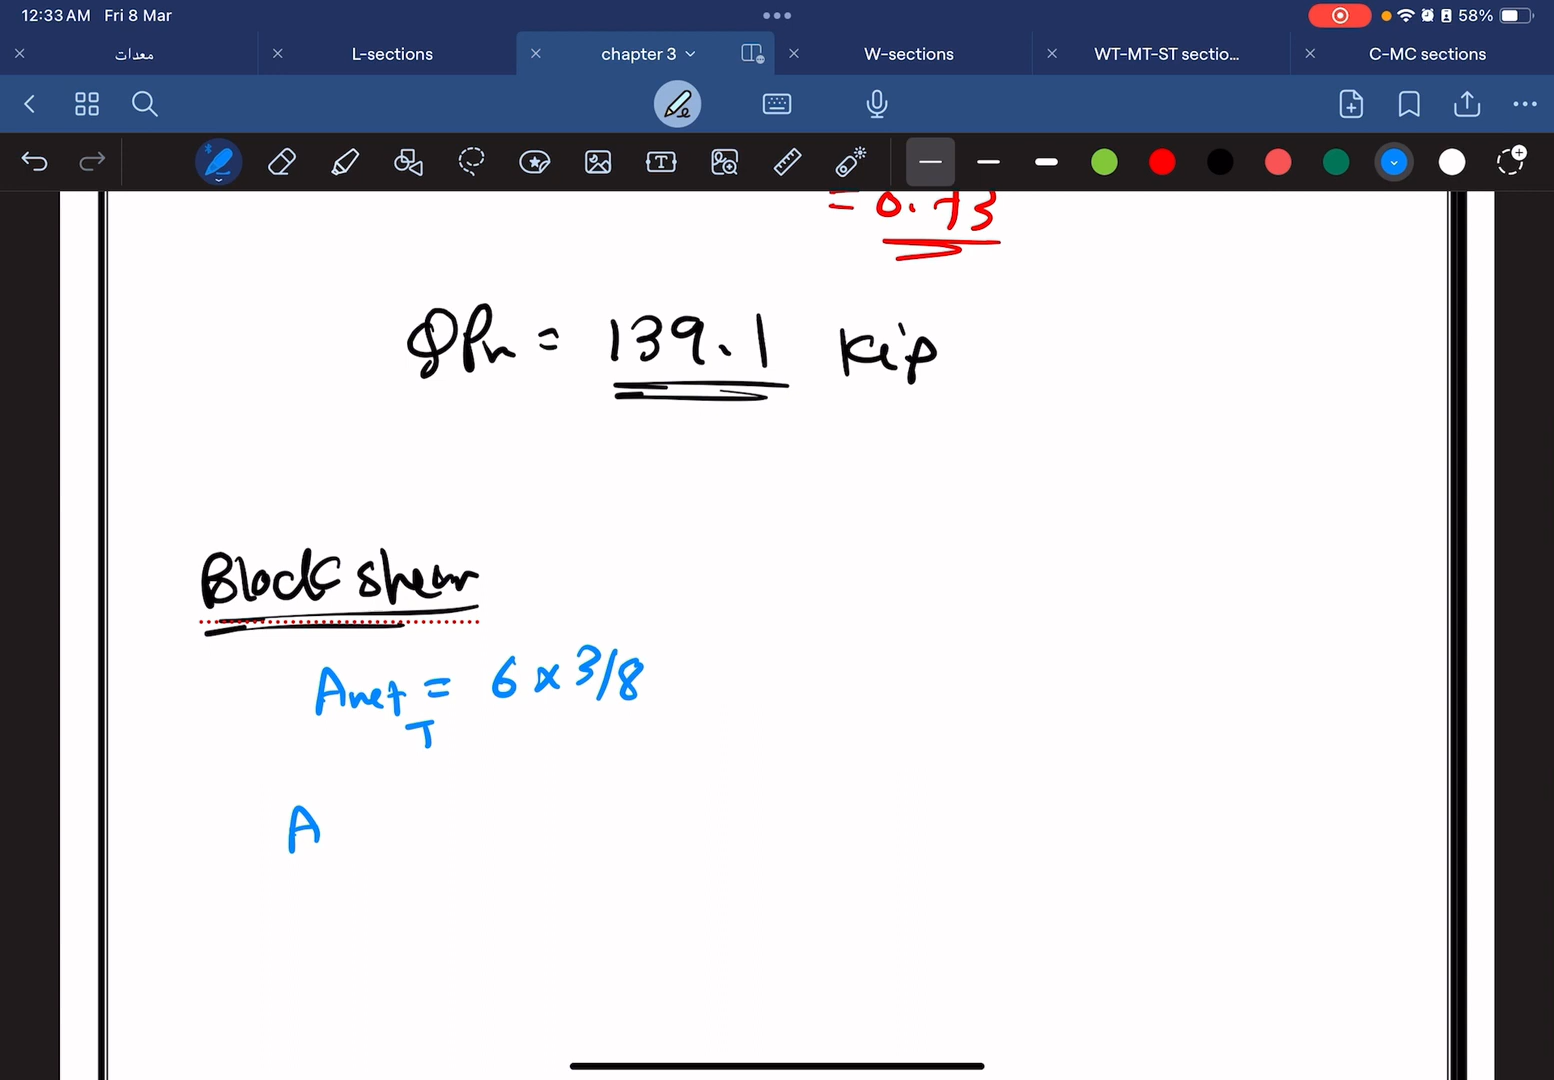 12:33 AM Fri 8 Mar 58%
معدات L-sections chapter 3 W-sections WT-MT-ST sectio... C-MC sections
= 0.73
ØPn = 139.1 Kip
Block shear
Anet = 6 x 3/8
T
A